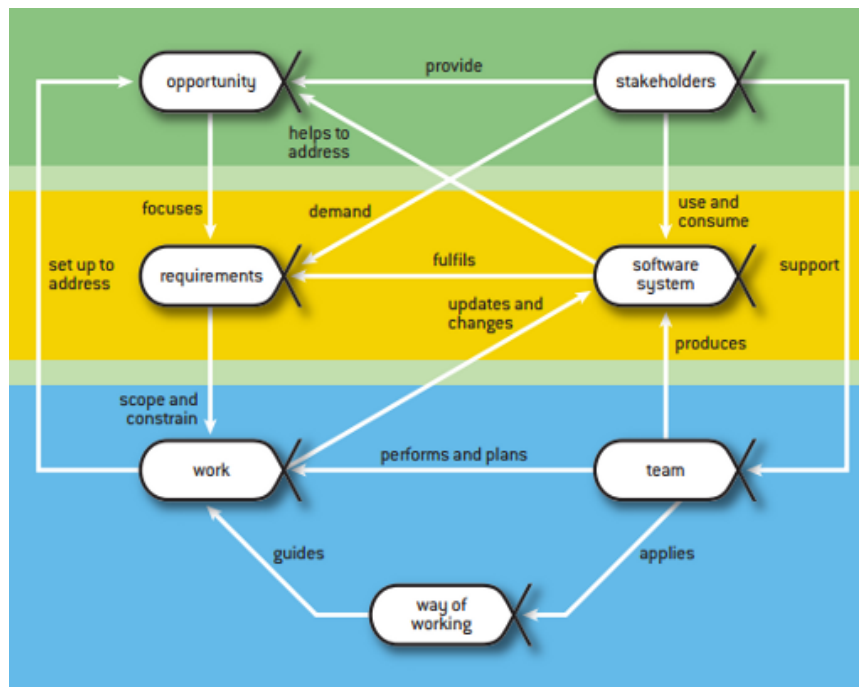 provide
opportunity
stakeholders
helps to
address
focuses
demand
use and
consume
set up to
address
requirements
fulfils
software
system
support
updates and
changes
produces
scope and
constrain
work
performs and plans
team
guides
applies
way of
working